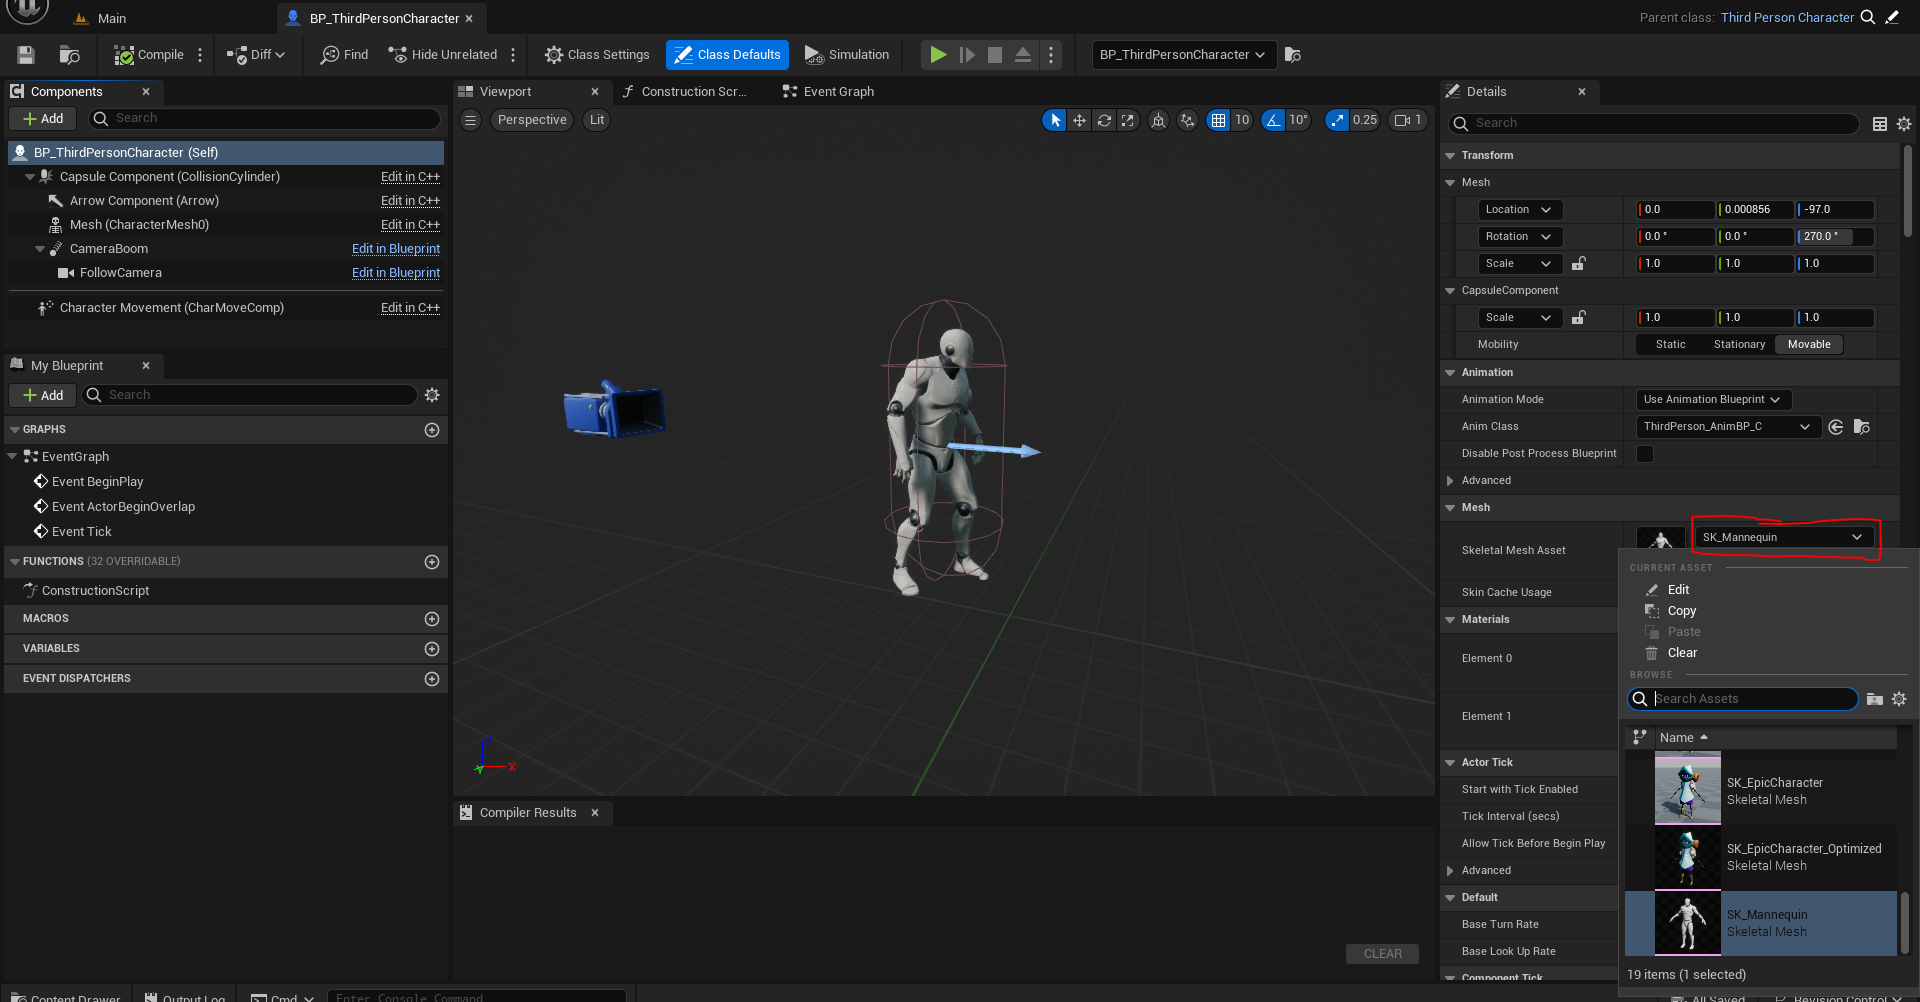 Main
BP_ThirdPersonCharacter
Parent class: Third Person Character
Compile
Diff
Find
Hide Unrelated
Class Settings
Class Defaults
Simulation
BP_ThirdPersonCharacter
Components
Add
Search
BP_ThirdPersonCharacter (Self)
Capsule Component (CollisionCylinder) Edit in C++
Arrow Component (Arrow) Edit in C++
Mesh (CharacterMesh0) Edit in C++
CameraBoom Edit in Blueprint
FollowCamera Edit in Blueprint
Character Movement (CharMoveComp) Edit in C++
My Blueprint
Add
Search
GRAPHS
EventGraph
Event BeginPlay
Event ActorBeginOverlap
Event Tick
FUNCTIONS (32 OVERRIDABLE)
ConstructionScript
MACROS
VARIABLES
EVENT DISPATCHERS
Viewport
Construction Scr...
Event Graph
Perspective
Lit
10
10°
0.25
1
Z
Y
X
Compiler Results
CLEAR
Details
Search
Transform
Mesh
Location 0.0 0.000856 -97.0
Rotation 0.0 ° 0.0 ° 270.0 °
Scale 1.0 1.0 1.0
CapsuleComponent
Scale 1.0 1.0 1.0
Mobility Static Stationary Movable
Animation
Animation Mode Use Animation Blueprint
Anim Class ThirdPerson_AnimBP_C
Disable Post Process Blueprint
Advanced
Mesh
Skeletal Mesh Asset SK_Mannequin
Skin Cache Usage
Materials
Element 0
Element 1
Actor Tick
Start with Tick Enabled
Tick Interval (secs)
Allow Tick Before Begin Play
Advanced
Default
Base Turn Rate
Base Look Up Rate
Component Tick
CURRENT ASSET
Edit
Copy
Paste
Clear
BROWSE
Search Assets
Name
SK_EpicCharacter
Skeletal Mesh
SK_EpicCharacter_Optimized
Skeletal Mesh
SK_Mannequin
Skeletal Mesh
19 items (1 selected)
Content Drawer
Output Log
Cmd
Enter Console Command
All Saved
Revision Control